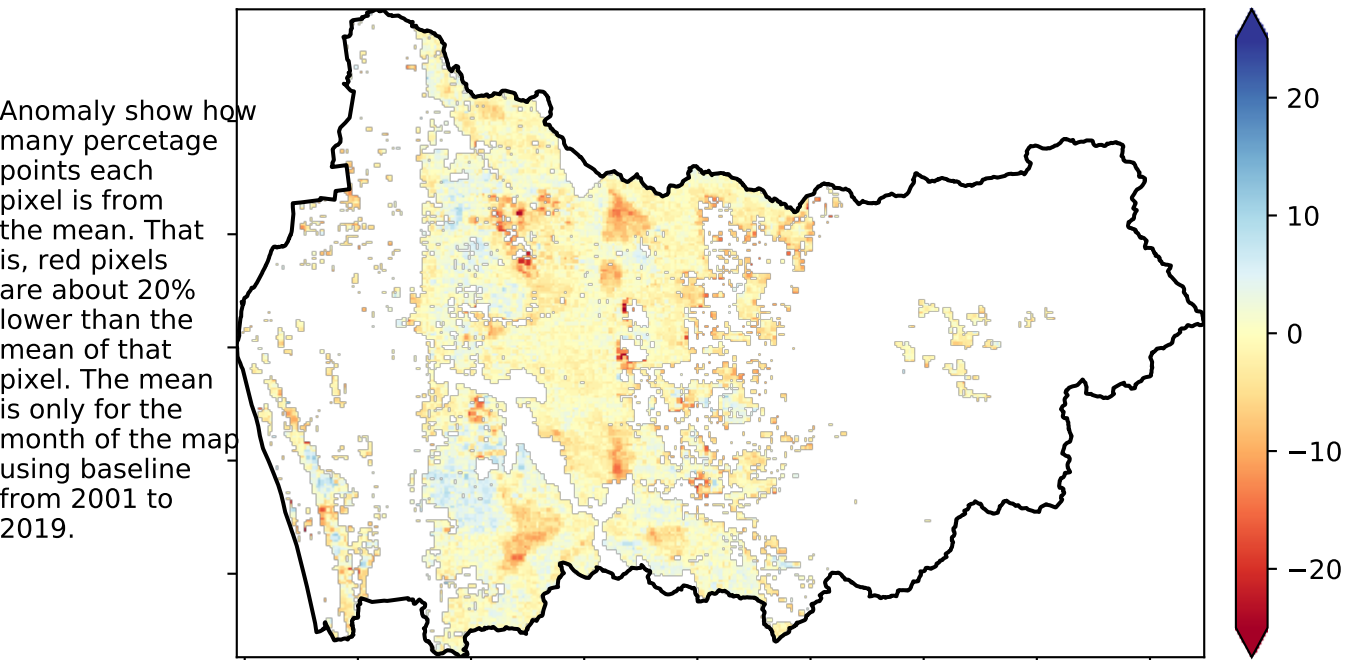 Anomaly show how
many percetage
points each
pixel is from
the mean. That
is, red pixels
are about 20%
lower than the
mean of that
pixel. The mean
is only for the
month of the map
using baseline
from 2001 to
2019.
20
10
0
−10
−20